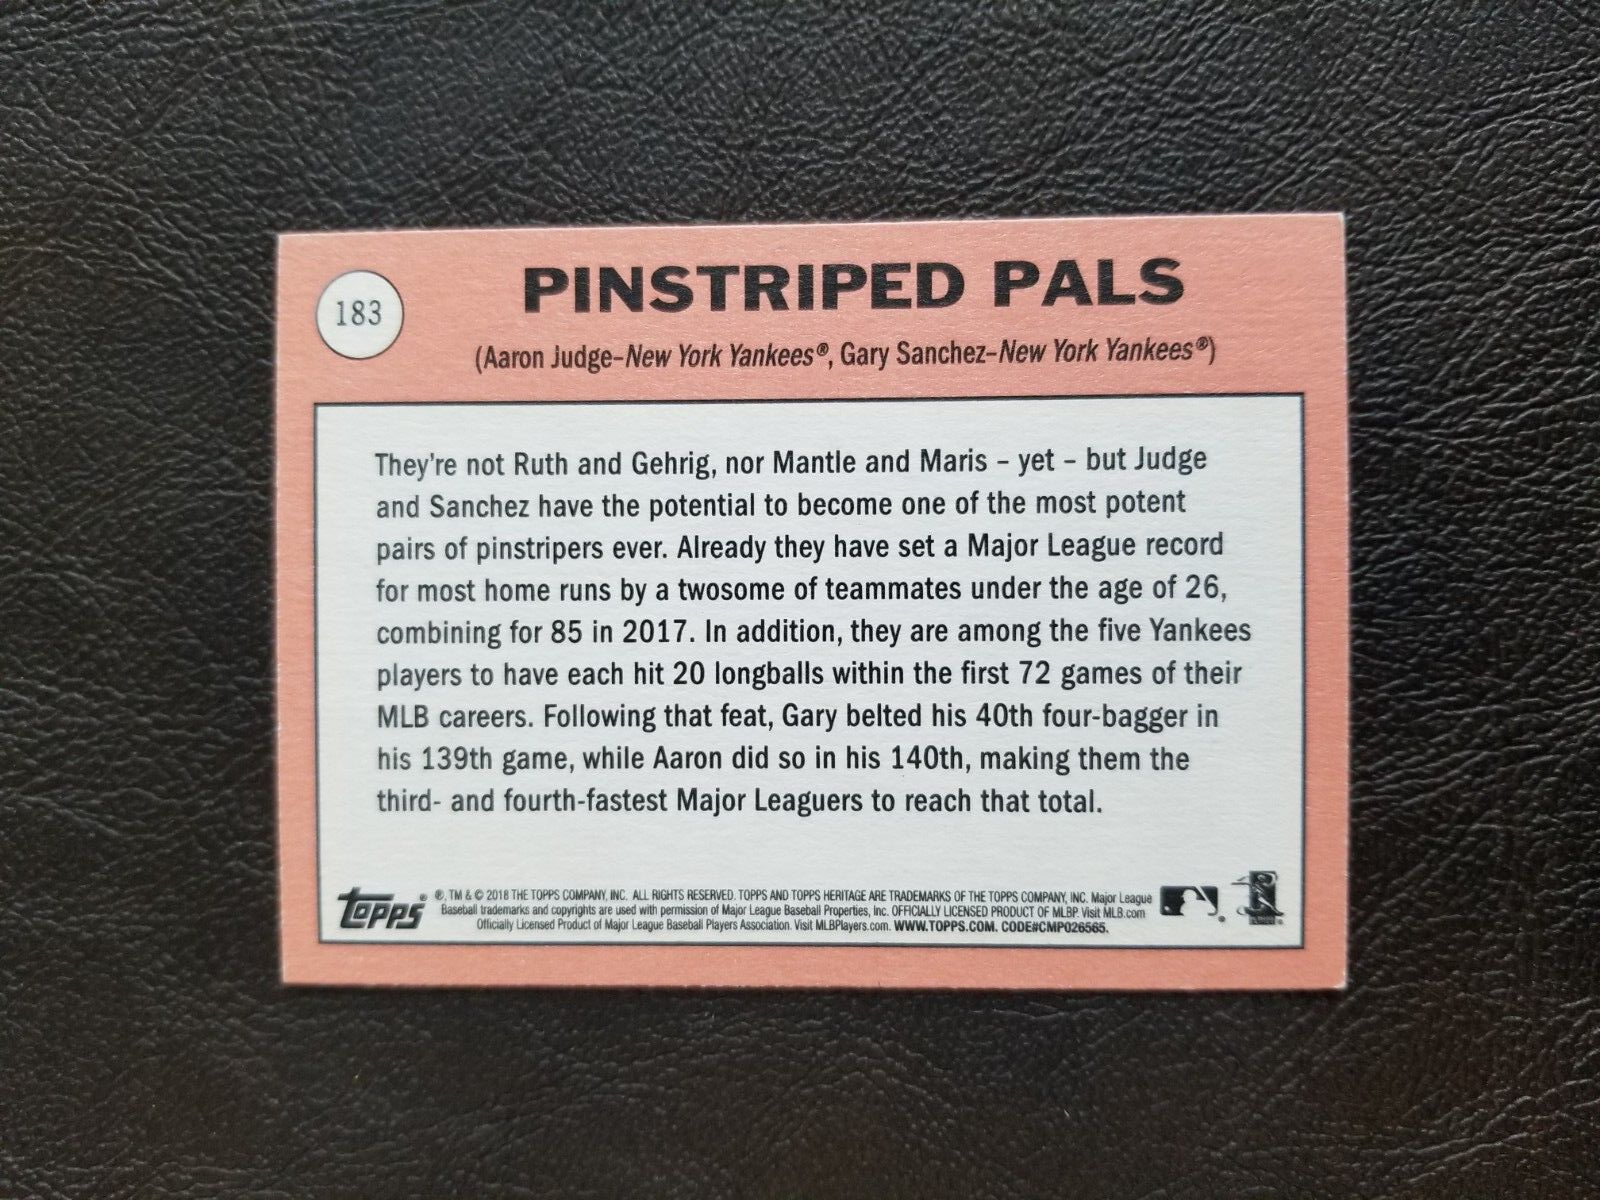 183
PINSTRIPED PALS
(Aaron Judge–New York Yankees®, Gary Sanchez–New York Yankees®)
They're not Ruth and Gehrig, nor Mantle and Maris – yet – but Judge
and Sanchez have the potential to become one of the most potent
pairs of pinstripers ever. Already they have set a Major League record
for most home runs by a twosome of teammates under the age of 26,
combining for 85 in 2017. In addition, they are among the five Yankees
players to have each hit 20 longballs within the first 72 games of their
MLB careers. Following that feat, Gary belted his 40th four-bagger in
his 139th game, while Aaron did so in his 140th, making them the
third- and fourth-fastest Major Leaguers to reach that total.
topps®
®, TM & © 2018 THE TOPPS COMPANY, INC. ALL RIGHTS RESERVED. TOPPS AND TOPPS HERITAGE ARE TRADEMARKS OF THE TOPPS COMPANY, INC. Major League
Baseball trademarks and copyrights are used with permission of Major League Baseball Properties, Inc. OFFICIALLY LICENSED PRODUCT OF MLBP. Visit MLB.com
Officially Licensed Product of Major League Baseball Players Association. Visit MLBPlayers.com. WWW.TOPPS.COM. CODE#CMP026565.